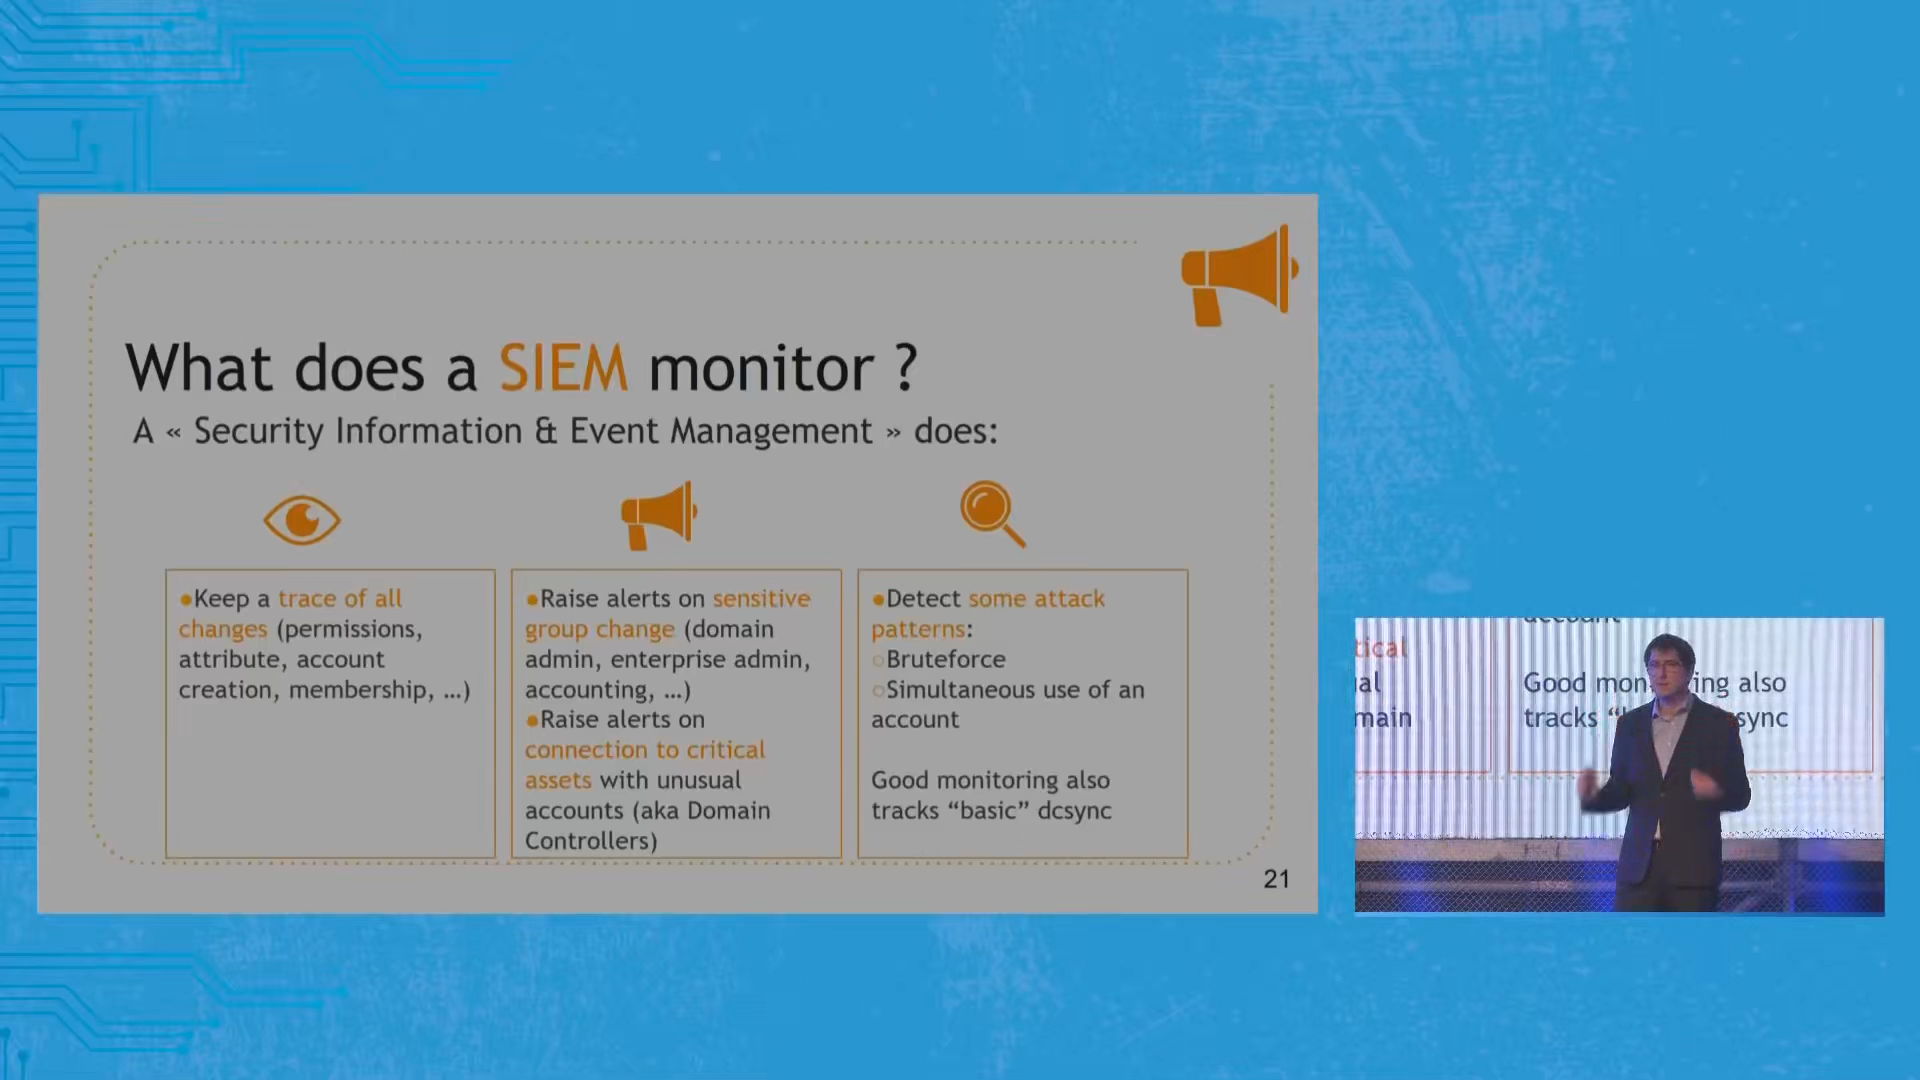 What does a SIEM monitor ?
A « Security Information & Event Management » does:
●Keep a trace of all
changes (permissions,
attribute, account
creation, membership, …)
●Raise alerts on sensitive
group change (domain
admin, enterprise admin,
accounting, …)
●Raise alerts on
connection to critical
assets with unusual
accounts (aka Domain
Controllers)
●Detect some attack
patterns:
○Bruteforce
○Simultaneous use of an
account
Good monitoring also
tracks “basic” dcsync
21
account
tical
al
main
Good mon ing also
tracks “ sync